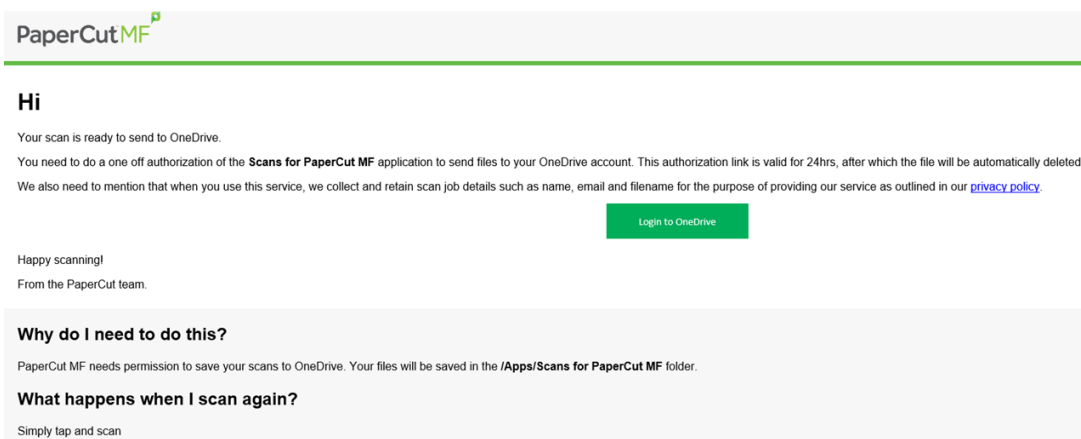 PaperCut MF
Hi
Your scan is ready to send to OneDrive.
You need to do a one off authorization of the Scans for PaperCut MF application to send files to your OneDrive account. This authorization link is valid for 24hrs, after which the file will be automatically deleted
We also need to mention that when you use this service, we collect and retain scan job details such as name, email and filename for the purpose of providing our service as outlined in our privacy policy.
Login to OneDrive
Happy scanning!
From the PaperCut team.
Why do I need to do this?
PaperCut MF needs permission to save your scans to OneDrive. Your files will be saved in the /Apps/Scans for PaperCut MF folder.
What happens when I scan again?
Simply tap and scan